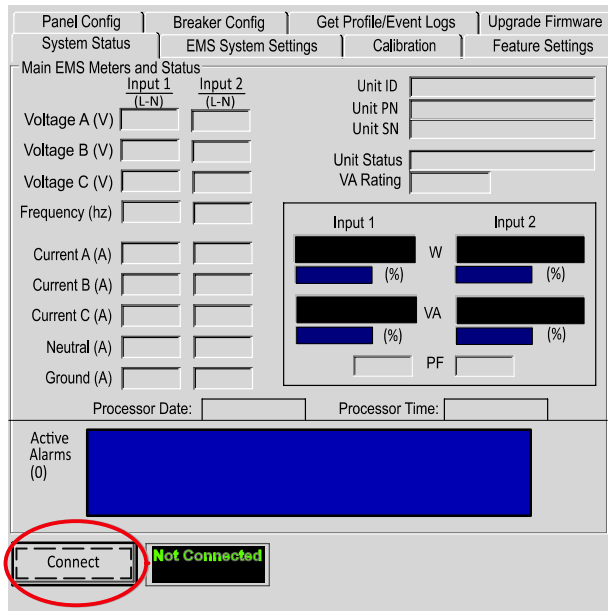 Panel Config Breaker Config Get Profile/Event Logs Upgrade Firmware
System Status EMS System Settings Calibration Feature Settings
Main EMS Meters and Status
Input 1 Input 2
(L-N) (L-N)
Voltage A (V)
Voltage B (V)
Voltage C (V)
Frequency (hz)
Current A (A)
Current B (A)
Current C (A)
Neutral (A)
Ground (A)
Unit ID
Unit PN
Unit SN
Unit Status
VA Rating
Input 1 Input 2
W
(%) (%)
VA
(%) (%)
PF
Processor Date: Processor Time:
Active
Alarms
(0)
Connect Not Connected